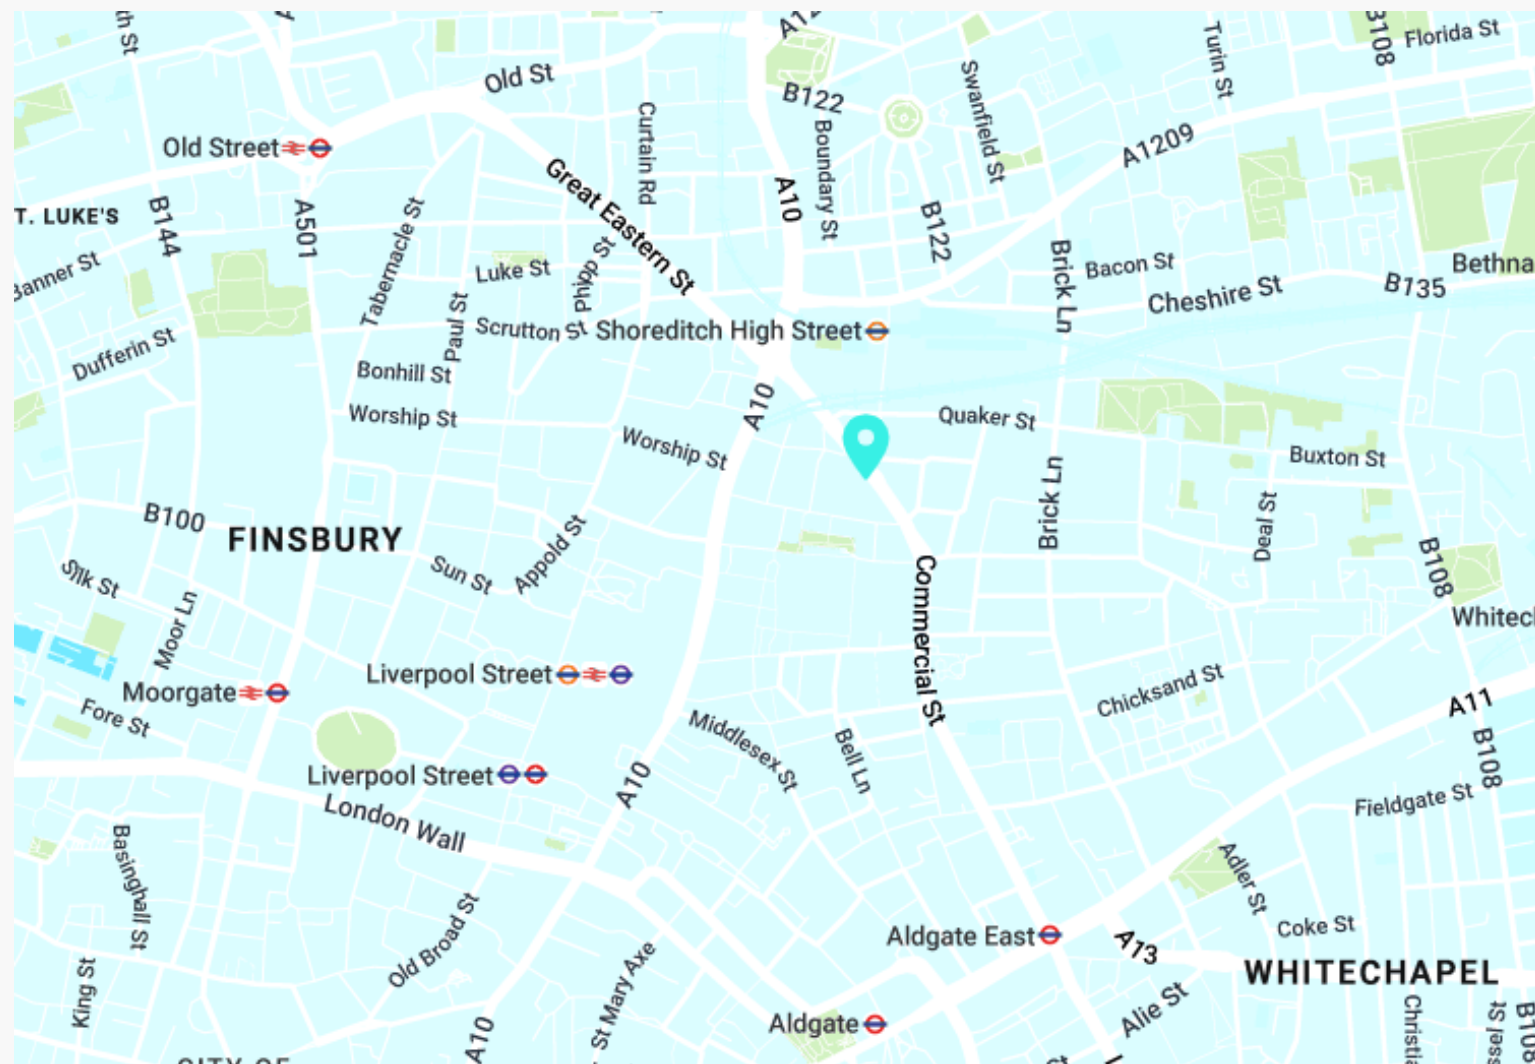 A12
Florida St
B108
Turin St
Old St
Swanfield St
B122
Curtain Rd
Boundary St
Old Street
A1209
Great Eastern St
T. LUKE'S
B144
A501
Tabernacle St
A10
B122
Phipp St
Luke St
Banner St
Brick Ln
Bacon St
Bethna
Cheshire St
B135
Paul St
Scrutton St
Shoreditch High Street
Dufferin St
Bonhill St
Worship St
A10
Quaker St
Worship St
Buxton St
Brick Ln
Deal St
B100
FINSBURY
Appold St
Sun St
Silk St
Commercial St
B108
Moor Ln
Whitech
Liverpool Street
Moorgate
Chicksand St
Fore St
A11
Middlesex St
Bell Ln
B108
Liverpool Street
A10
London Wall
Fieldgate St
Basinghall St
Adler St
Old Broad St
Coke St
Aldgate East
A13
WHITECHAPEL
King St
St Mary Axe
Alie St
Aldgate
A10
Christia
CITY OF